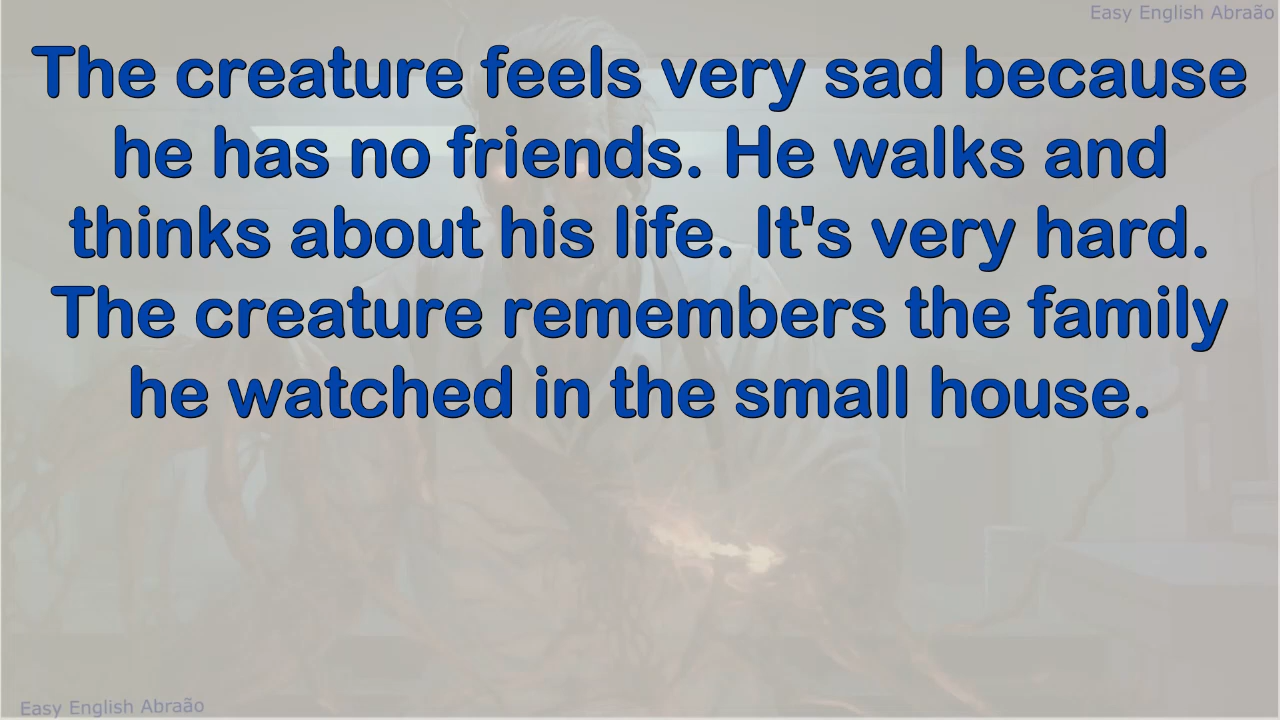 Easy English Abraão
The creature feels very sad because
he has no friends. He walks and
thinks about his life. It's very hard.
The creature remembers the family
he watched in the small house.
Easy English Abraão